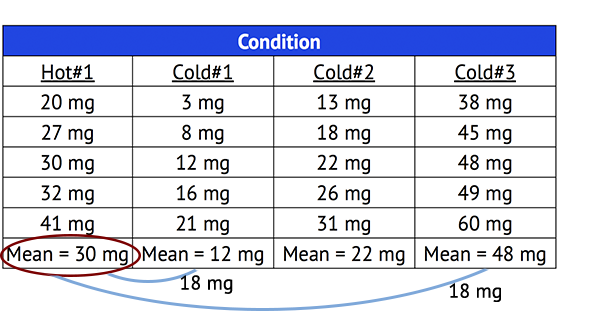 Condition
Hot#1 Cold#1 Cold#2 Cold#3
20 mg 3 mg 13 mg 38 mg
27 mg 8 mg 18 mg 45 mg
30 mg 12 mg 22 mg 48 mg
32 mg 16 mg 26 mg 49 mg
41 mg 21 mg 31 mg 60 mg
Mean = 30 mg Mean = 12 mg Mean = 22 mg Mean = 48 mg
18 mg 18 mg